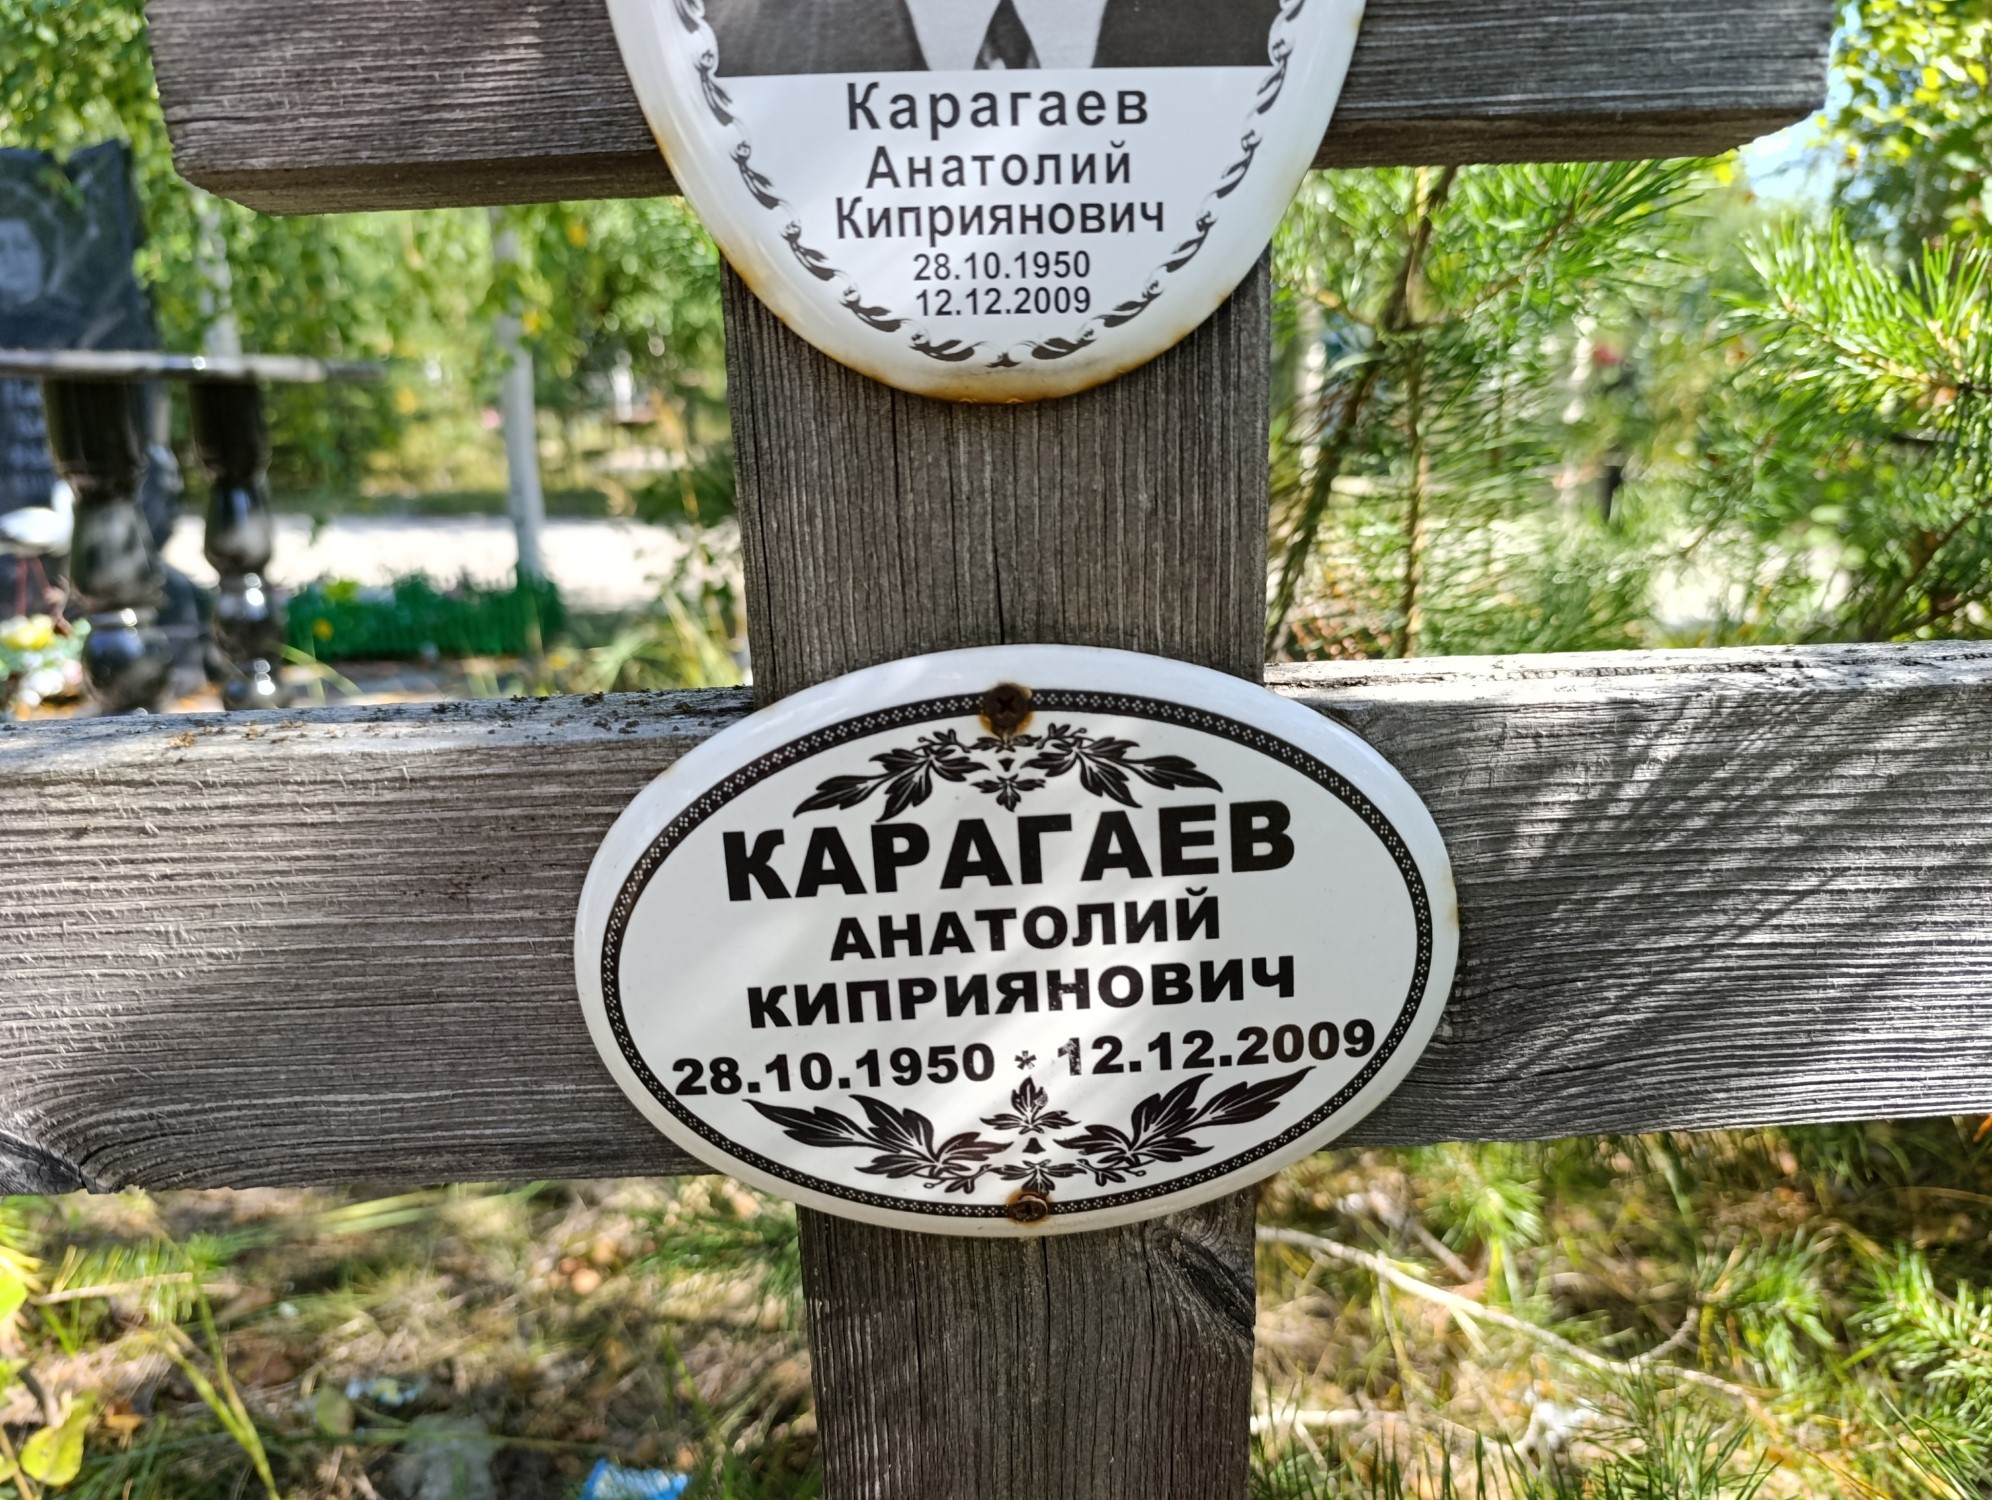 Карагаев
Анатолий
Киприянович
28.10.1950
12.12.2009
КАРАГАЕВ
АНАТОЛИЙ
КИПРИЯНОВИЧ
28.10.1950 * 12.12.2009